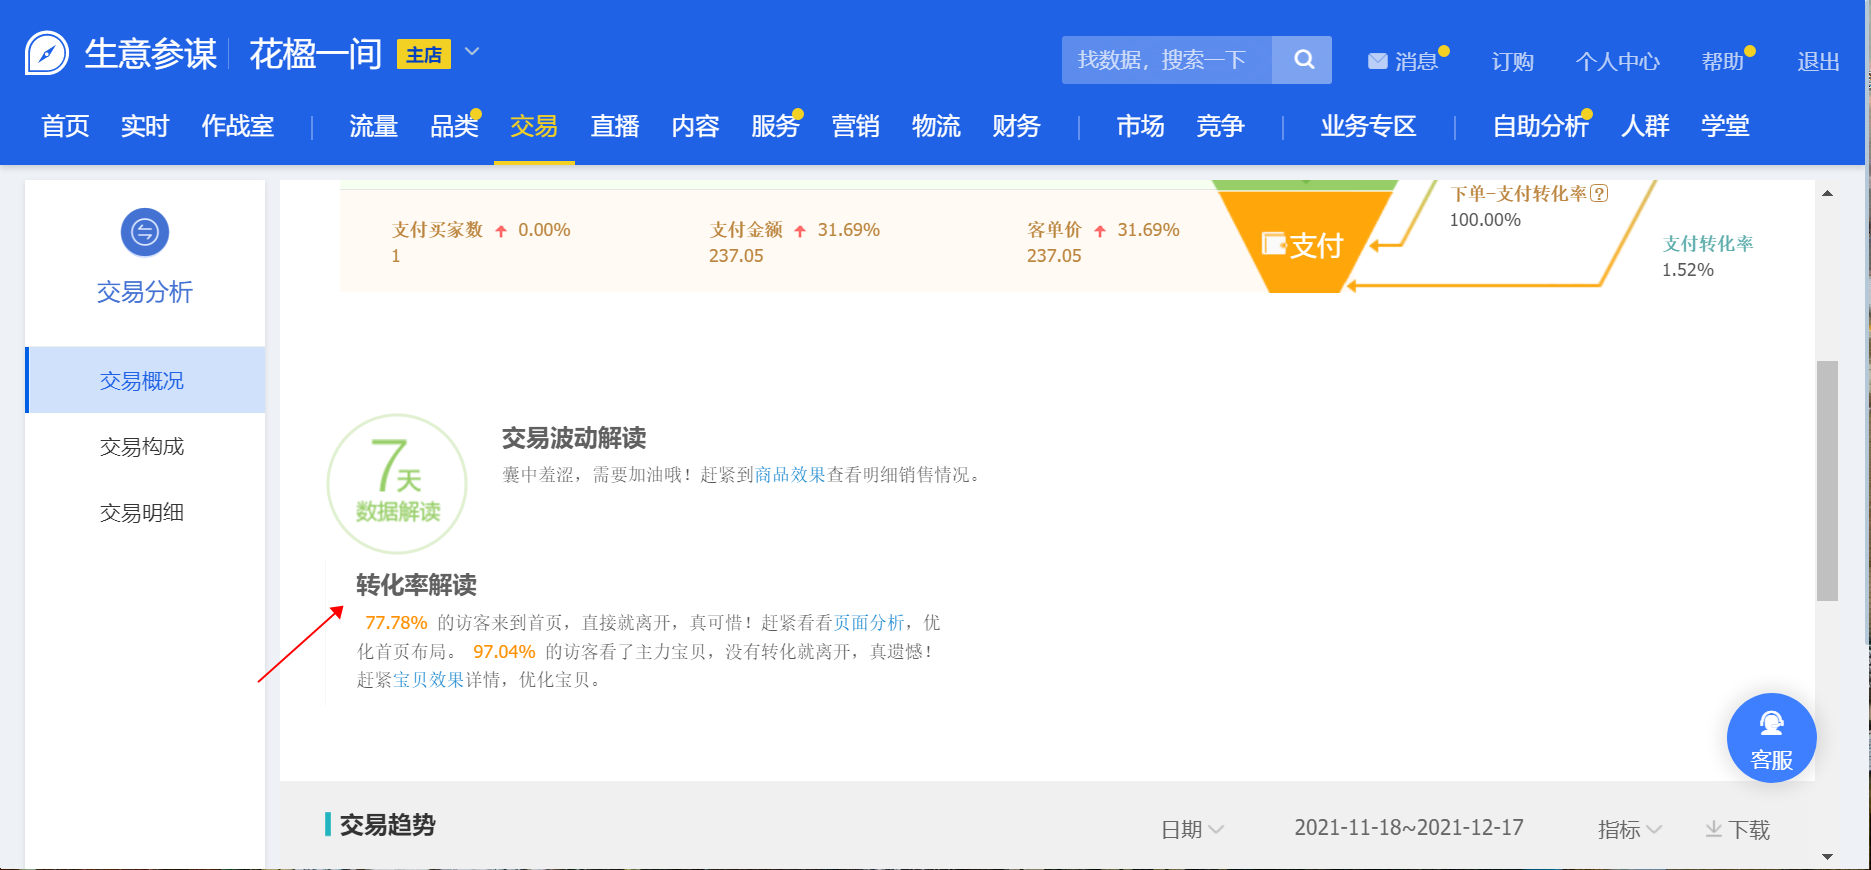 生意参谋 花楹一间 主店
找数据，搜索一下 消息 订购 个人中心 帮助 退出
首页 实时 作战室 流量 品类 交易 直播 内容 服务 营销 物流 财务 市场 竞争 业务专区 自助分析 人群 学堂
交易分析
交易概况
交易构成
交易明细
支付买家数 0.00%
1
支付金额 31.69%
237.05
客单价 31.69%
237.05
支付
下单-支付转化率?
100.00%
支付转化率
1.52%
7天
数据解读
交易波动解读
囊中羞涩，需要加油哦！赶紧到商品效果查看明细销售情况。
转化率解读
77.78% 的访客来到首页，直接就离开，真可惜！赶紧看看页面分析，优
化首页布局。 97.04% 的访客看了主力宝贝，没有转化就离开，真遗憾！
赶紧宝贝效果详情，优化宝贝。
客服
交易趋势 日期 2021-11-18~2021-12-17 指标 下载